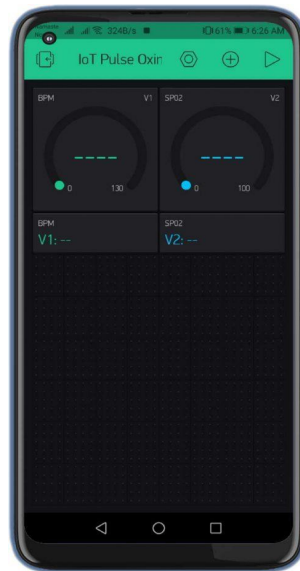 324B/s 61% 6:26 AM
IoT Pulse Oxir
BPM V1
SP02 V2
---- ----
0 130
0 100
BPM
V1: --
SP02
V2: --